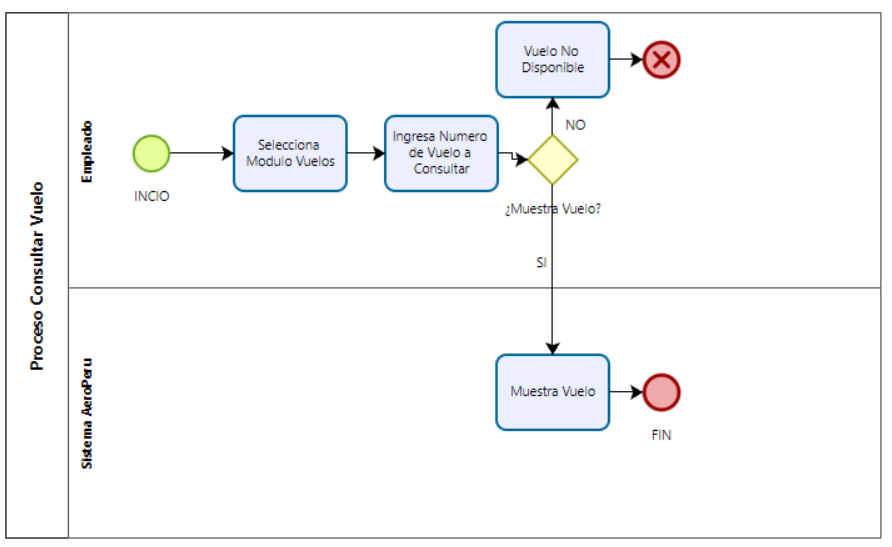 Proceso Consultar Vuelo
Empleado
INCIO
Selecciona
Modulo Vuelos
Ingresa Numero
de Vuelo a
Consultar
¿Muestra Vuelo?
NO
Vuelo No
Disponible
SI
Sistema AeroPeru
Muestra Vuelo
FIN